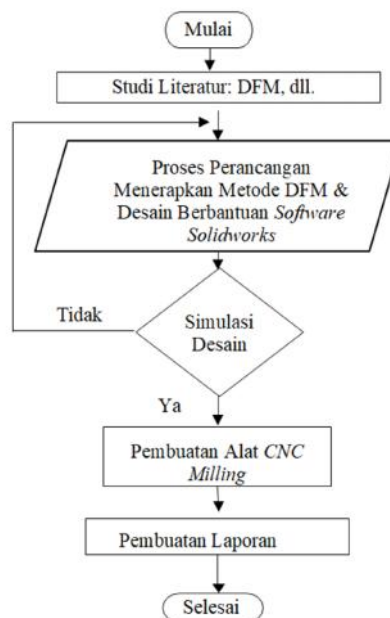 Mulai
Studi Literatur: DFM, dll.
Proses Perancangan
Menerapkan Metode DFM &
Desain Berbantuan Software
Solidworks
Tidak
Simulasi
Desain
Ya
Pembuatan Alat CNC
Milling
Pembuatan Laporan
Selesai